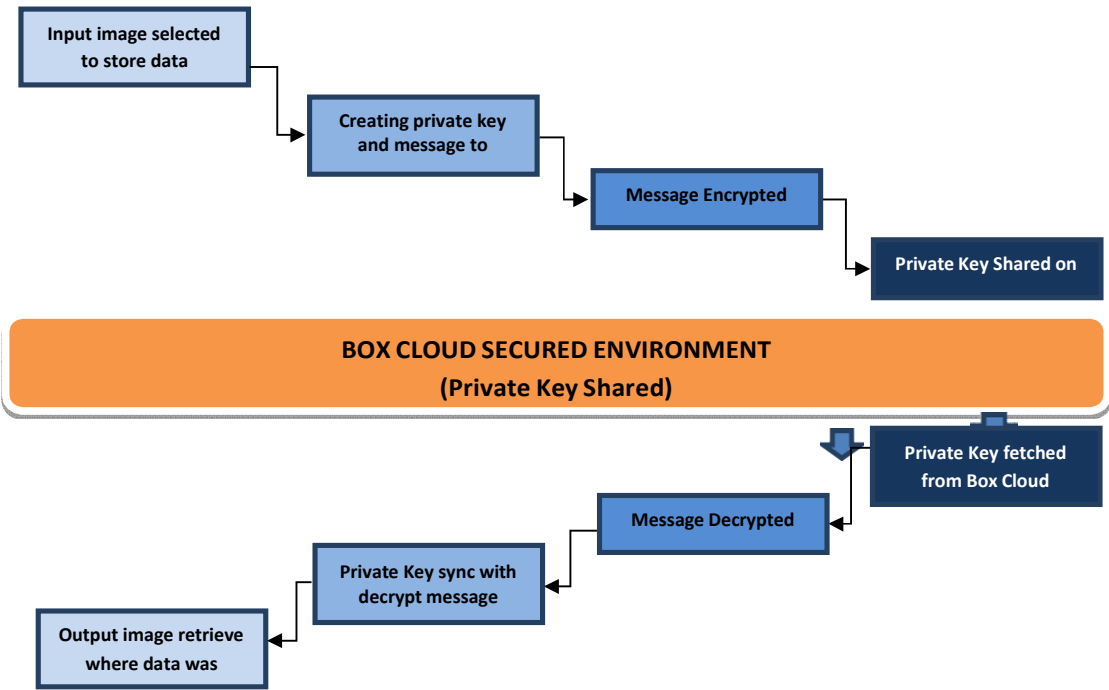 Input image selected
to store data
Creating private key
and message to
Message Encrypted
Private Key Shared on
BOX CLOUD SECURED ENVIRONMENT
(Private Key Shared)
Private Key fetched
from Box Cloud
Message Decrypted
Private Key sync with
decrypt message
Output image retrieve
where data was